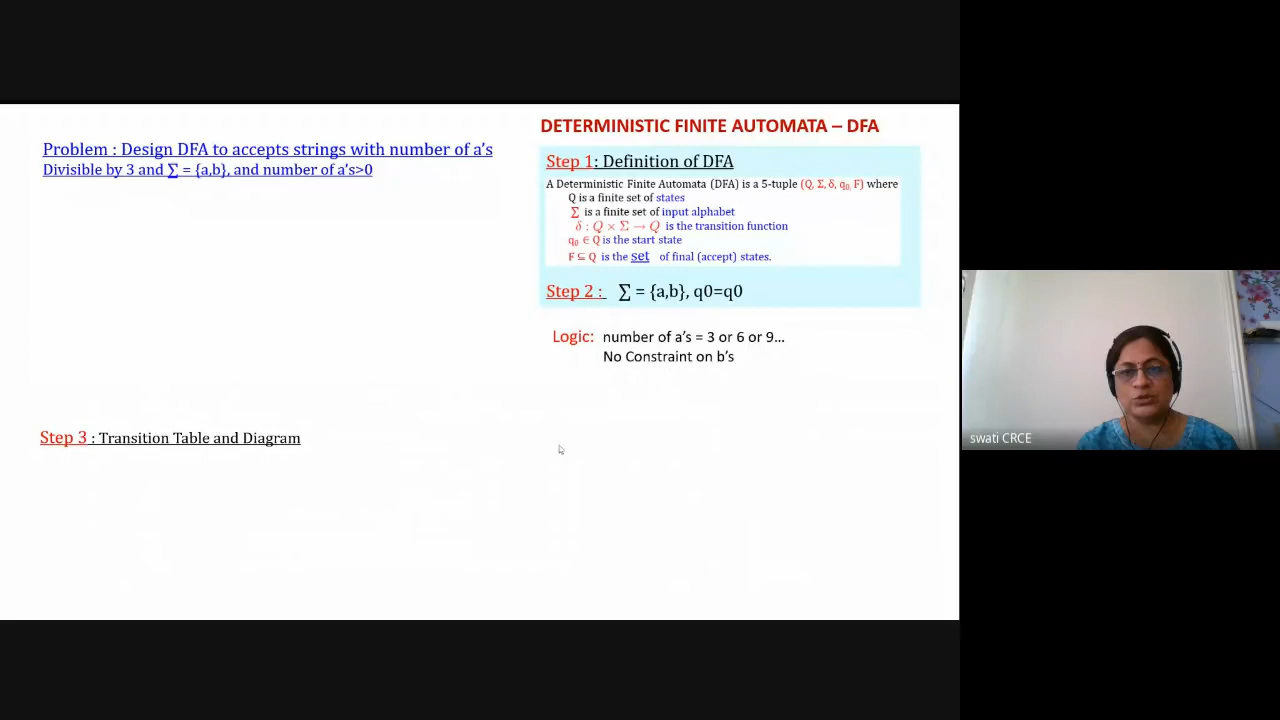 Problem : Design DFA to accepts strings with number of a's
Divisible by 3 and ∑ = {a,b}, and number of a's>0
DETERMINISTIC FINITE AUTOMATA – DFA
Step 1: Definition of DFA
A Deterministic Finite Automata (DFA) is a 5-tuple (Q, Σ, δ, q₀, F) where
Q is a finite set of states
∑ is a finite set of input alphabet
δ : Q × Σ → Q is the transition function
q₀ ∈ Q is the start state
F ⊆ Q is the set of final (accept) states.
Step 2 : ∑ = {a,b}, q0=q0
Logic: number of a's = 3 or 6 or 9...
No Constraint on b's
Step 3 : Transition Table and Diagram
swati CRCE